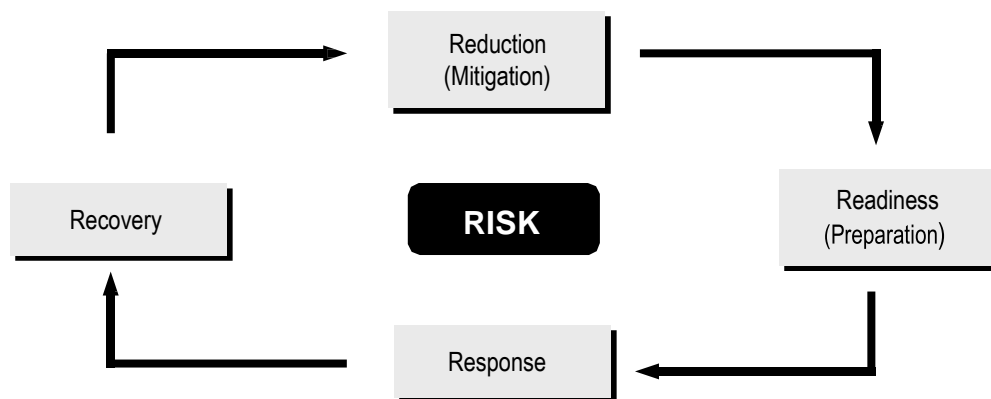 Reduction
(Mitigation)
Readiness
(Preparation)
Recovery
RISK
Response